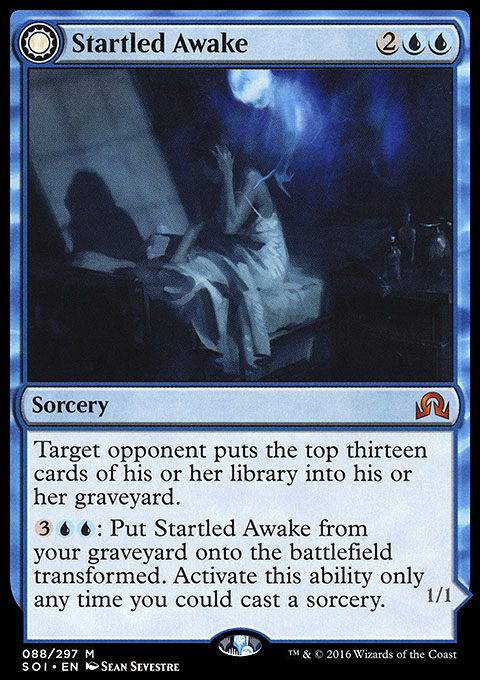 Startled Awake 2
Sorcery
Target opponent puts the top thirteen
cards of his or her library into his or
her graveyard.
3: Put Startled Awake from
your graveyard onto the battlefield
transformed. Activate this ability only
any time you could cast a sorcery.
1/1
088/297 M
SOI • EN Sean Sevestre
™ & © 2016 Wizards of the Coast